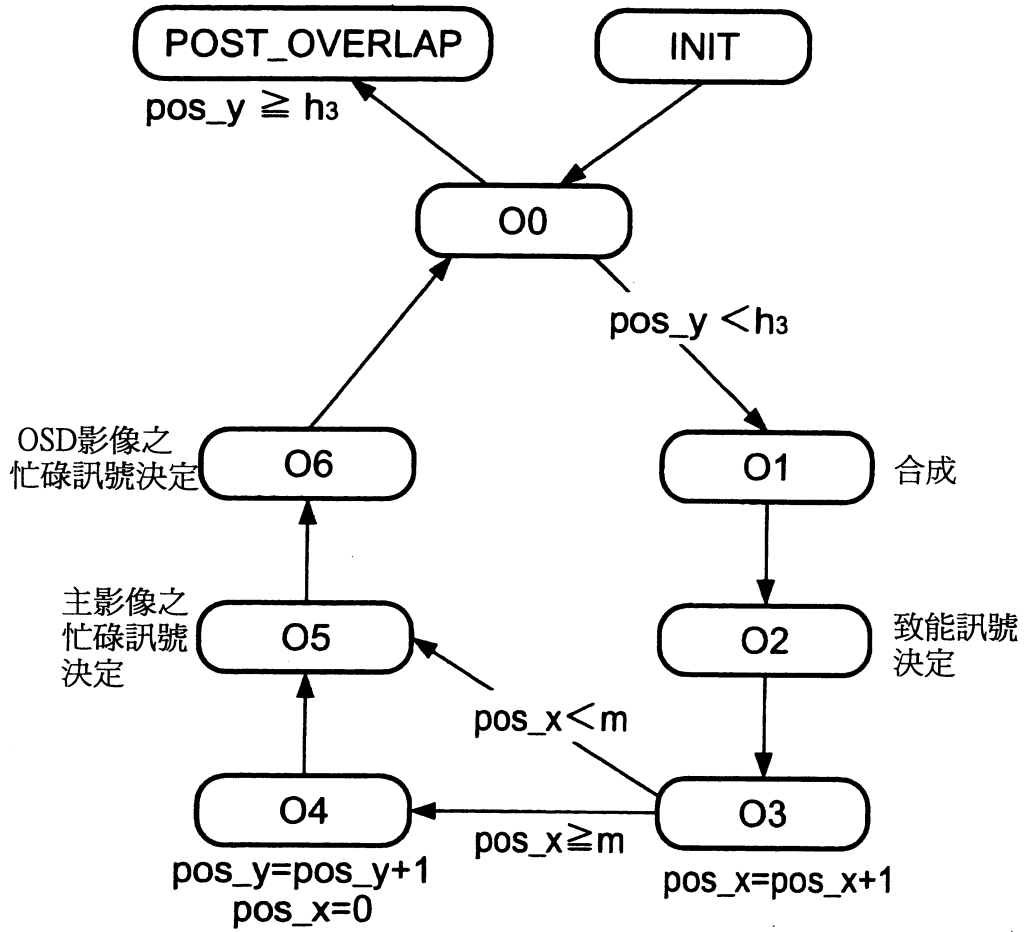 POST_OVERLAP
INIT
pos_y ≧ h3
O0
pos_y <h3
OSD影像之
忙碌訊號決定
O6
O1
合成
主影像之
忙碌訊號
決定
O5
O2
致能訊號
決定
pos_x<m
O4
O3
pos_x≧m
pos_y=pos_y+1
pos_x=0
pos_x=pos_x+1